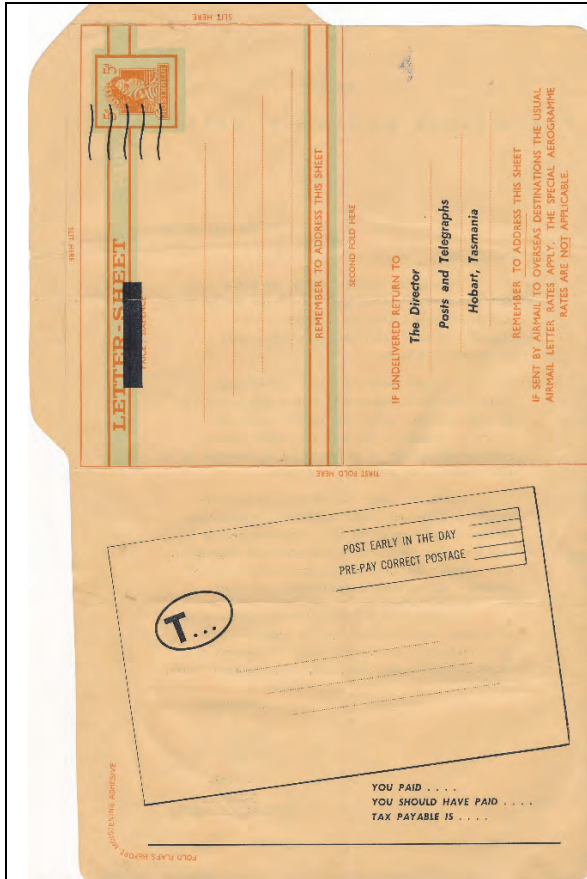 SLIT HERE
5d
5d
SLIT HERE
LETTER-SHEET
REMEMBER TO ADDRESS THIS SHEET
SECOND FOLD HERE
IF UNDELIVERED RETURN TO
The Director
Posts and Telegraphs
Hobart, Tasmania
REMEMBER TO ADDRESS THIS SHEET
IF SENT BY AIRMAIL TO OVERSEAS DESTINATIONS THE USUAL
AIRMAIL LETTER RATES APPLY. THE SPECIAL AEROGRAMME
RATES ARE NOT APPLICABLE.
FIRST FOLD HERE
POST EARLY IN THE DAY
PRE-PAY CORRECT POSTAGE
T...
YOU PAID . . . .
YOU SHOULD HAVE PAID . . . .
TAX PAYABLE IS . . . .
FOLD FLAPS BEFORE MOISTENING ADHESIVE